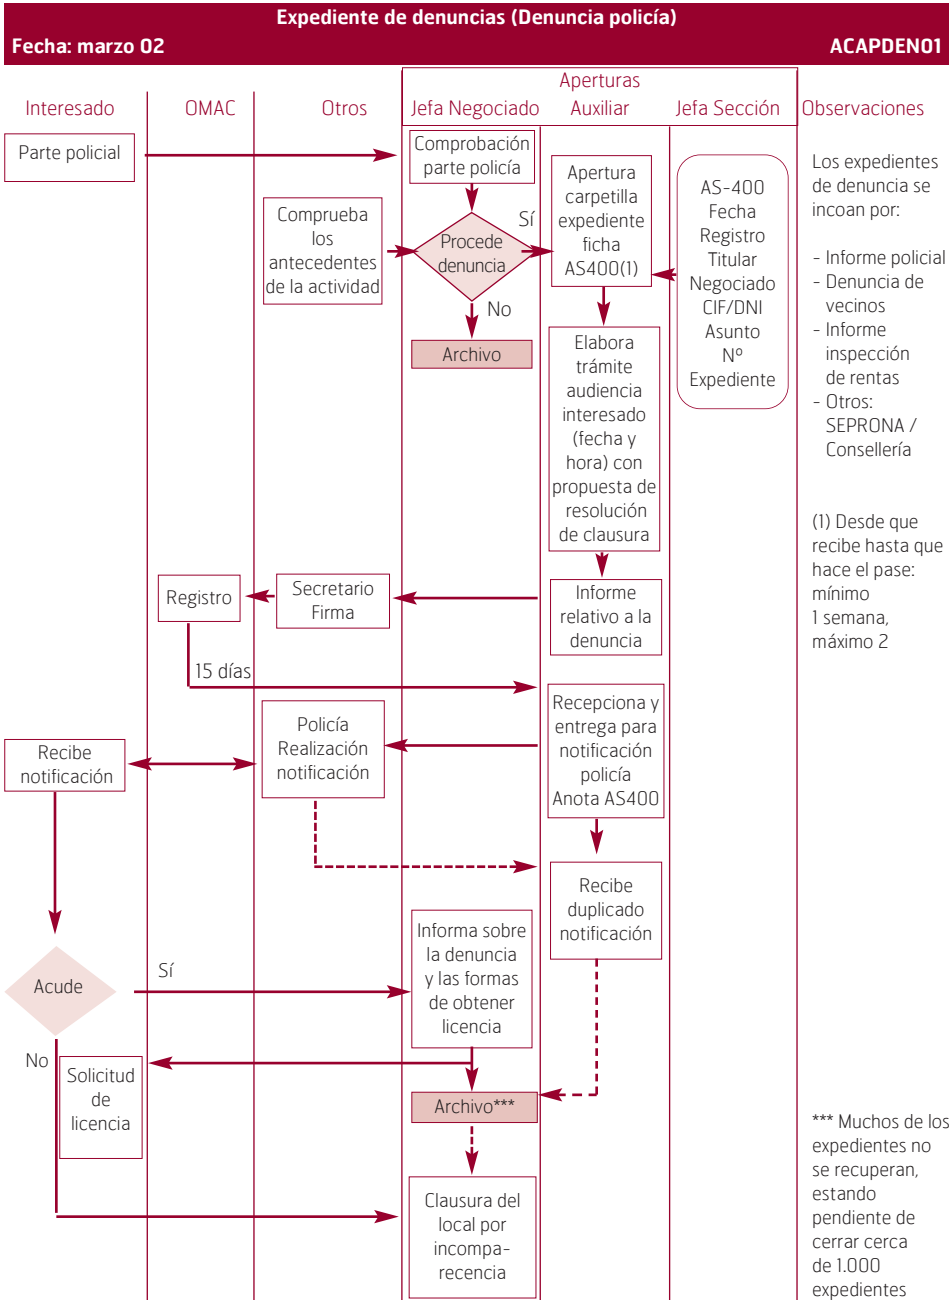 Expediente de denuncias (Denuncia policía)
Fecha: marzo 02
ACAPDEN01
Aperturas
Interesado
OMAC
Otros
Jefa Negociado
Auxiliar
Jefa Sección
Observaciones
Parte policial
Comprobación
parte policía
Comprueba
los
antecedentes
de la actividad
Procede
denuncia
Sí
No
Archivo
Apertura
carpetilla
expediente
ficha
AS400(1)
AS-400
Fecha
Registro
Titular
Negociado
CIF/DNI
Asunto
Nº
Expediente
Los expedientes
de denuncia se
incoan por:
- Informe policial
- Denuncia de
vecinos
- Informe
inspección
de rentas
- Otros:
SEPRONA /
Consellería
Elabora
trámite
audiencia
interesado
(fecha y
hora) con
propuesta de
resolución
de clausura
(1) Desde que
recibe hasta que
hace el pase:
mínimo
1 semana,
máximo 2
Informe
relativo a la
denuncia
Secretario
Firma
Registro
15 días
Recepciona y
entrega para
notificación
policía
Anota AS400
Policía
Realización
notificación
Recibe
notificación
Recibe
duplicado
notificación
Acude
Sí
No
Informa sobre
la denuncia
y las formas
de obtener
licencia
Solicitud
de
licencia
Archivo***
Clausura del
local por
incompa-
recencia
*** Muchos de los
expedientes no
se recuperan,
estando
pendiente de
cerrar cerca
de 1.000
expedientes